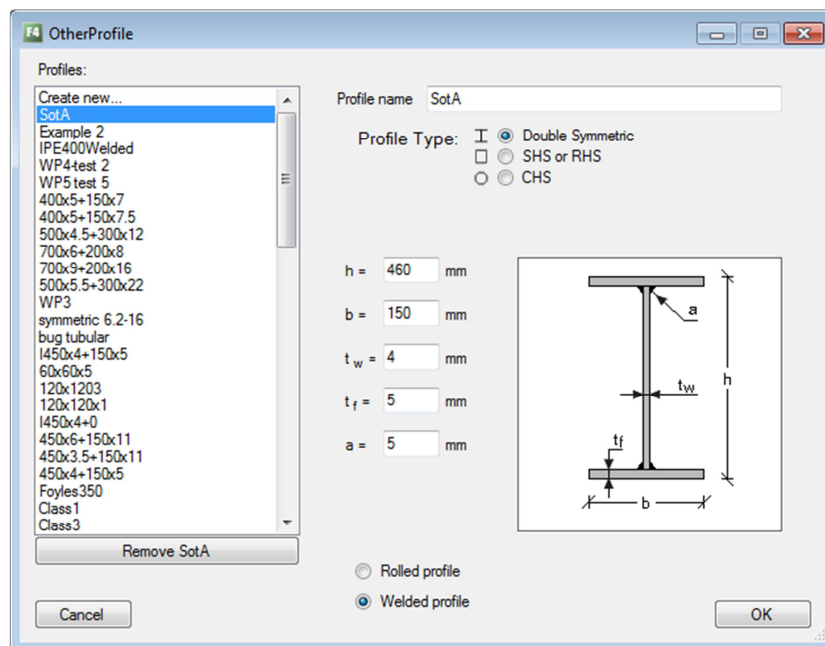 F4 OtherProfile
Profiles:
Create new...
SotA
Example 2
IPE400Welded
WP4-test 2
WP5 test 5
400x5+150x7
400x5+150x7.5
500x4.5+300x12
700x6+200x8
700x9+200x16
500x5.5+300x22
WP3
symmetric 6.2-16
bug tubular
I450x4+150x5
60x60x5
120x1203
120x120x1
I450x4+0
450x6+150x11
450x3.5+150x11
450x4+150x5
Foyles350
Class1
Class3
Remove SotA
Cancel
Profile name SotA
Profile Type: Double Symmetric
SHS or RHS
CHS
h = 460 mm
b = 150 mm
t w = 4 mm
t f = 5 mm
a = 5 mm
a
tw
h
tf
b
Rolled profile
Welded profile
OK